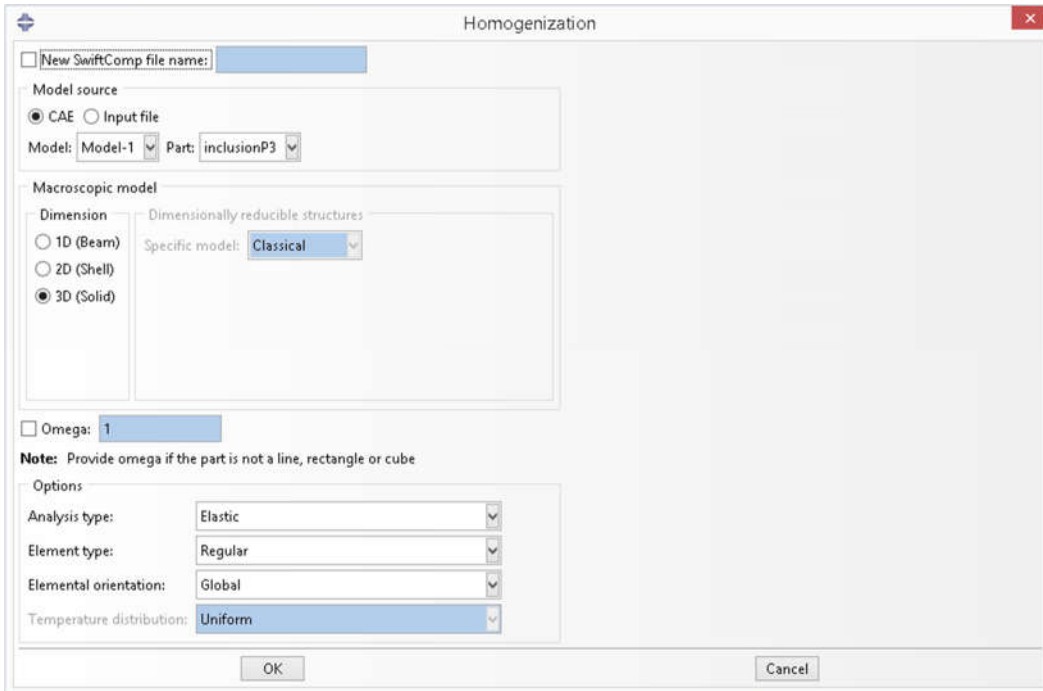 Homogenization
New SwiftComp file name:
Model source
CAE Input file
Model: Model-1 Part: inclusionP3
Macroscopic model
Dimension Dimensionally reducible structures
1D (Beam) Specific model: Classical
2D (Shell)
3D (Solid)
Omega: 1
Note: Provide omega if the part is not a line, rectangle or cube
Options
Analysis type: Elastic
Element type: Regular
Elemental orientation: Global
Temperature distribution: Uniform
OK Cancel